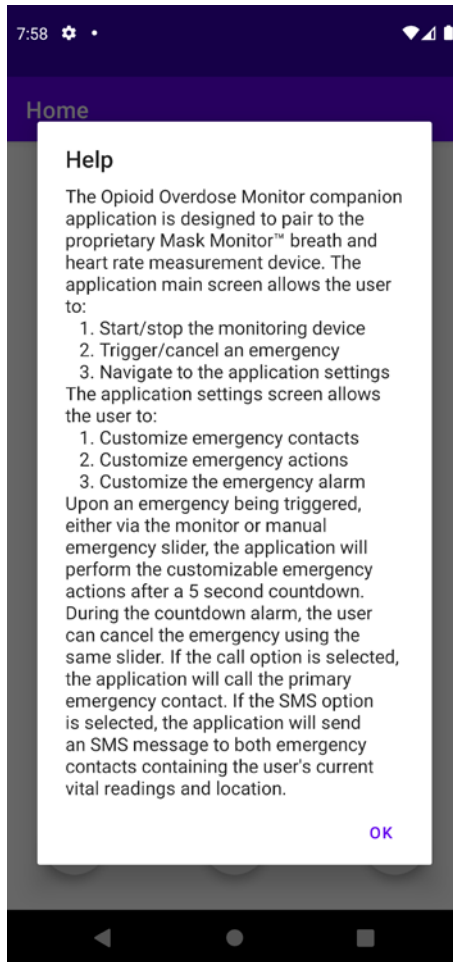 7:58
Home
Help
The Opioid Overdose Monitor companion
application is designed to pair to the
proprietary Mask Monitor™ breath and
heart rate measurement device. The
application main screen allows the user
to:
1. Start/stop the monitoring device
2. Trigger/cancel an emergency
3. Navigate to the application settings
The application settings screen allows
the user to:
1. Customize emergency contacts
2. Customize emergency actions
3. Customize the emergency alarm
Upon an emergency being triggered,
either via the monitor or manual
emergency slider, the application will
perform the customizable emergency
actions after a 5 second countdown.
During the countdown alarm, the user
can cancel the emergency using the
same slider. If the call option is selected,
the application will call the primary
emergency contact. If the SMS option
is selected, the application will send
an SMS message to both emergency
contacts containing the user's current
vital readings and location.
OK